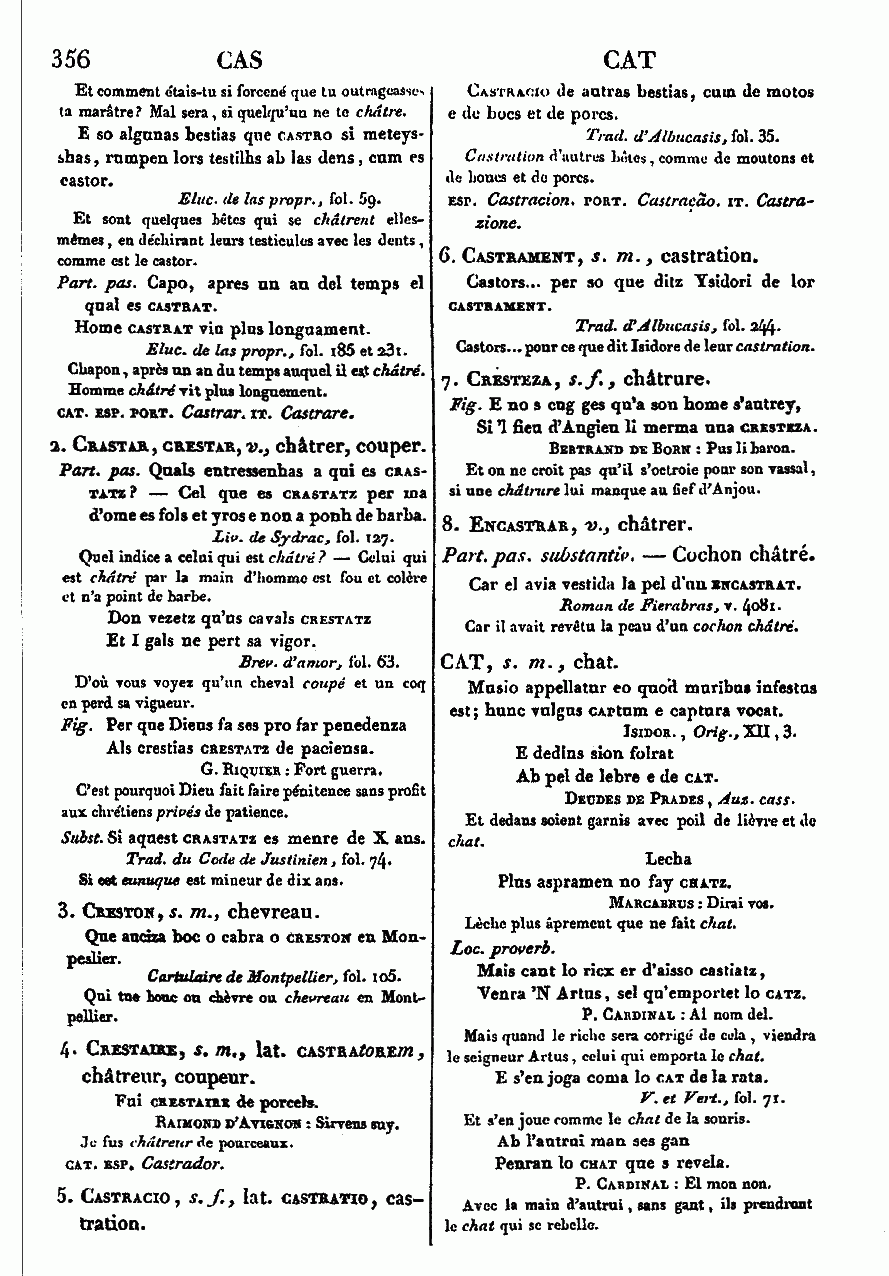 356 CAS CAT
Et comment étais-tu si forcené que tu outrageasses
ta marâtre? Mal sera, si quelqu'un ne te châtre.
E so algunas bestias que CASTRO si meteys-
shas, rumpen lors testilhs ab las dens, cum es
castor.
Eluc. de las propr., fol. 59.
Et sont quelques bêtes qui se châtrent elles-
mêmes, en déchirant leurs testicules avec les dents,
comme est le castor.
Part. pas. Capo, apres un an del temps el
qual es CASTRAT.
Home CASTRAT viu plus longuament.
Eluc. de las propr., fol. 185 et 231.
Chapon, après un an du temps auquel il est châtré.
Homme châtré vit plus longuement.
CAT. ESP. PORT. Castrar. IT. Castrare.
2. CRASTAR, CRESTAR, v., châtrer, couper.
Part. pas. Quals entressenhas a qui es CRAS-
TATZ? — Cel que es CRASTATZ per ma
d'ome es fols et yros e non a ponh de barba.
Liv. de Sydrac, fol. 127.
Quel indice a celui qui est châtré? — Celui qui
est châtré par la main d'homme est fou et colère
et n'a point de barbe.
Don vezetz qu'us cavals CRESTATZ
Et I gals ne pert sa vigor.
Brev. d'amor, fol. 63.
D'où vous voyez qu'un cheval coupé et un coq
en perd sa vigueur.
Fig. Per que Dieus fa ses pro far penedenza
Als crestias CRESTATZ de paciensa.
G. RIQUIER : Fort guerra.
C'est pourquoi Dieu fait faire pénitence sans profit
aux chrétiens privés de patience.
Subst. Si aquest CRASTATZ es menre de X ans.
Trad. du Code de Justinien, fol. 74.
Si cet eunuque est mineur de dix ans.
3. CRESTON, s. m., chevreau.
Que auciza boc o cabra o CRESTON en Mon-
peslier.
Cartulaire de Montpellier, fol. 105.
Qui tue bouc ou chèvre ou chevreau en Mont-
pellier.
4. CRESTAIRE, s. m., lat. CASTRAtOREm,
châtreur, coupeur.
Fui CRESTAIRE de porcels.
RAIMOND D'AVIGNON : Sirvens suy.
Je fus châtreur de pourceaux.
CAT. ESP. Castrador.
5. CASTRACIO, s. f., lat. CASTRATIO, cas-
tration.
CASTRACIO de autras bestias, cum de motos
e de bocs et de porcs.
Trad. d'Albucasis, fol. 35.
Castration d'autres bêtes, comme de moutons et
de boucs et de porcs.
ESP. Castracion. PORT. Castração. IT. Castra-
zione.
6. CASTRAMENT, s. m., castration.
Castors... per so que ditz Ysidori de lor
CASTRAMENT.
Trad. d'Albucasis, fol. 244.
Castors... pour ce que dit Isidore de leur castration.
7. CRESTEZA, s. f., châtrure.
Fig. E no s cug ges qu'a son home s'autrey,
Si 'l fieu d'Angieu li merma una CRESTEZA.
BERTRAND DE BORN : Pus li baron.
Et on ne croit pas qu'il s'octroie pour son vassal,
si une châtrure lui manque au fief d'Anjou.
8. ENCASTRAR, v., châtrer.
Part. pas. substantiv. — Cochon châtré.
Car el avia vestida la pel d'un ENCASTRAT.
Roman de Fierabras, v. 4081.
Car il avait revêtu la peau d'un cochon châtré.
CAT, s. m., chat.
Musio appellatur eo quod muribus infestus
est; hunc vulgus CATum e captura vocat.
ISIDOR., Orig., XII, 3.
E dedins sion folrat
Ab pel de lebre e de CAT.
DEUDES DE PRADES, Auz. cass.
Et dedans soient garnis avec poil de lièvre et de
chat.
Lecha
Plus aspramen no fay CHATZ.
MARCABRUS : Dirai vos.
Lèche plus âprement que ne fait chat.
Loc. proverb.
Mais cant lo ricx er d'aisso castiatz,
Venra 'N Artus, sel qu'emportet lo CATZ.
P. CARDINAL : Al nom del.
Mais quand le riche sera corrigé de cela, viendra
le seigneur Artus, celui qui emporta le chat.
E s'en joga coma lo CAT de la rata.
V. et Vert., fol. 71.
Et s'en joue comme le chat de la souris.
Ab l'autrui man ses gan
Penran lo CHAT que s revela.
P. CARDINAL : El mon non.
Avec la main d'autrui, sans gant, ils prendront
le chat qui se rebelle.